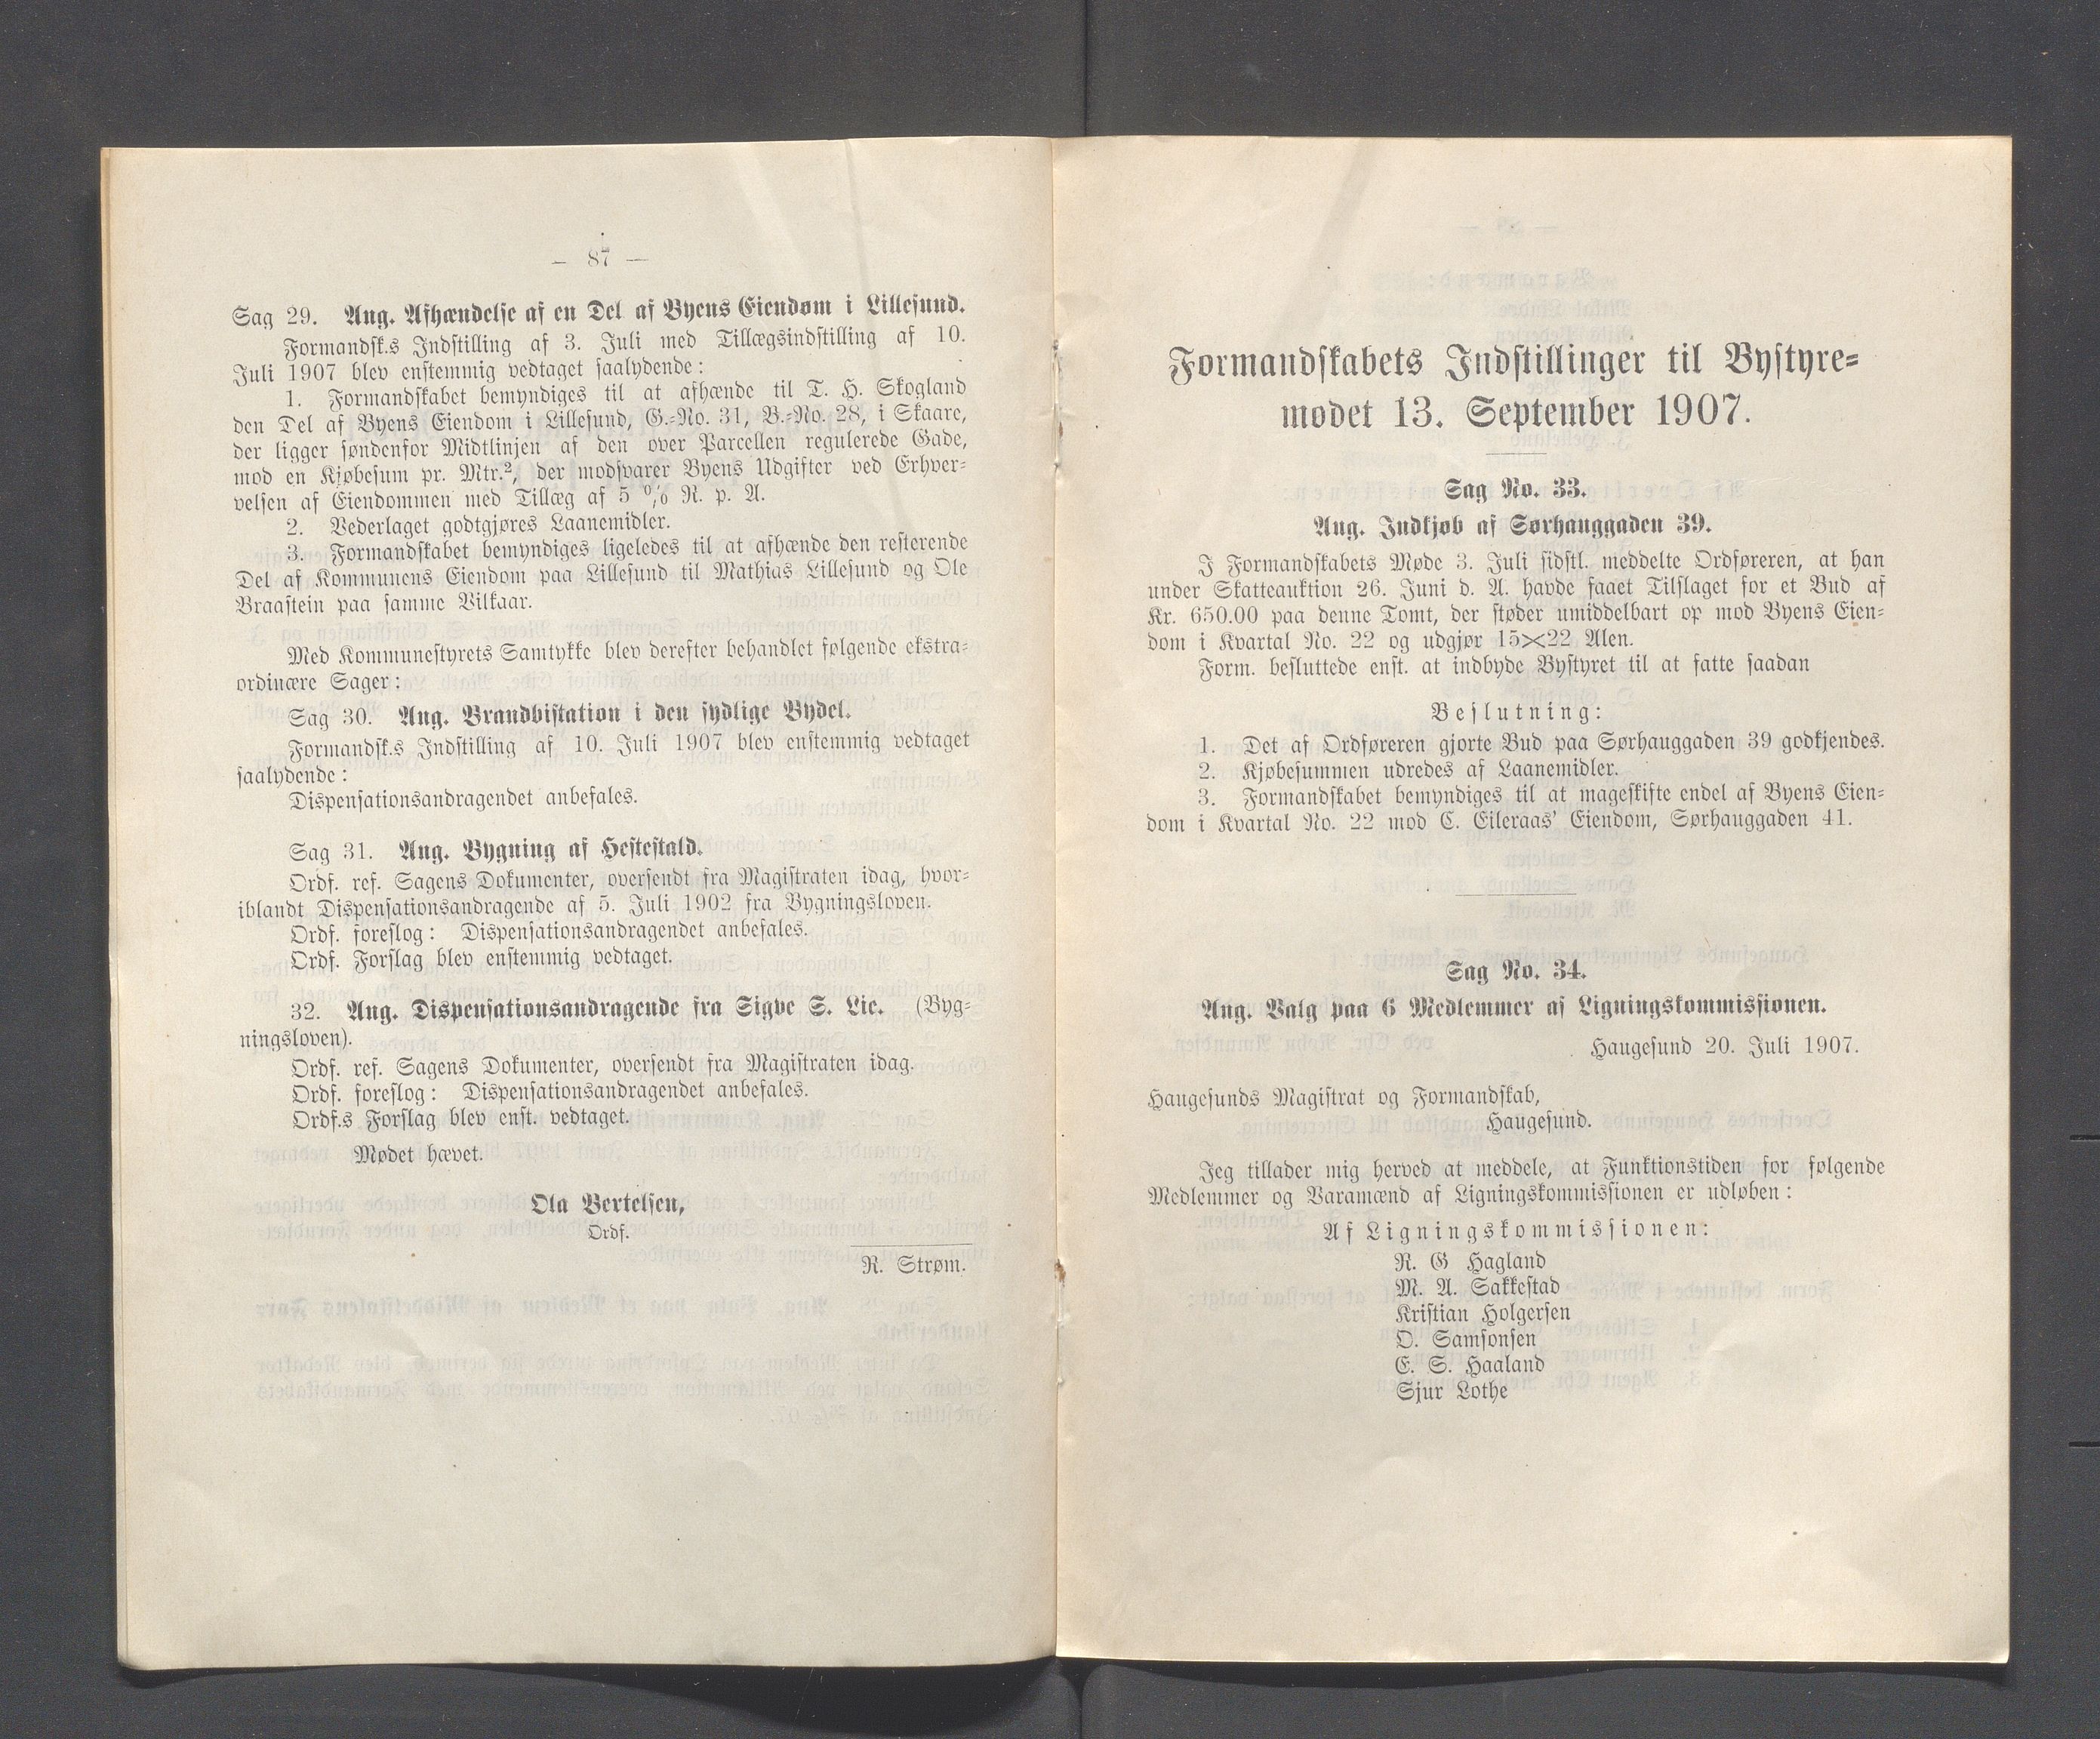 — 87 —
Sag 29. Ang. Afhændelse af en Del af Byens Eiendom i Lillesund.
Formandsk.s Indstilling af 3. Juli med Tillægsindstilling af 10.
Juli 1907 blev enstemmig vedtaget saalydende:
1. Formandskabet bemyndiges til at afhænde til T. H. Skogland
den Del af Byens Eiendom i Lillesund, G.-No. 31, B.-No. 28, i Skaare,
der ligger søndenfor Midtlinjen af den over Parcellen regulerede Gade,
mod en Kjøbesum pr. Mtr.², der modsvarer Byens Udgifter ved Erhver-
velsen af Eiendommen med Tillæg af 5 % R. p. A.
2. Vederlaget godtgjøres Laanemidler.
3. Formandskabet bemyndiges ligeledes til at afhænde den resterende
Del af Kommunens Eiendom paa Lillesund til Mathias Lillesund og Ole
Braastein paa samme Vilkaar.
Med Kommunestyrets Samtykke blev derefter behandlet følgende ekstra-
ordinære Sager:
Sag 30. Ang. Brandbistation i den sydlige Bydel.
Formandsk.s Indstilling af 10. Juli 1907 blev enstemmig vedtaget
saalydende:
Dispensationsandragendet anbefales.
Sag 31. Ang. Bygning af Hestestald.
Ordf. ref. Sagens Dokumenter, oversendt fra Magistraten idag, hvor-
iblandt Dispensationsandragende af 5. Juli 1902 fra Bygningsloven.
Ordf. foreslog: Dispensationsandragendet anbefales.
Ordf. Forslag blev enstemmig vedtaget.
32. Ang. Dispensationsandragende fra Sigve S. Lie. (Byg-
ningsloven).
Ordf. ref. Sagens Dokumenter, oversendt fra Magistraten idag.
Ordf. foreslog: Dispensationsandragendet anbefales.
Ordf.s Forslag blev enst. vedtaget.
Mødet hævet.
Ola Bertelsen,
Ordf.
R. Strøm.
Formandskabets Indstillinger til Bystyre-
mødet 13. September 1907.
Sag No. 33.
Ang. Indkjøb af Sørhauggaden 39.
I Formandskabets Møde 3. Juli sidstl. meddelte Ordføreren, at han
under Skatteauktion 26. Juni d. A. havde faaet Tilslaget for et Bud af
Kr. 650.00 paa denne Tomt, der støder umiddelbart op mod Byens Eien-
dom i Kvartal No. 22 og udgjør 15×22 Alen.
Form. besluttede enst. at indbyde Bystyret til at fatte saadan
Beslutning:
1. Det af Ordføreren gjorte Bud paa Sørhauggaden 39 godkjendes.
2. Kjøbesummen udredes af Laanemidler.
3. Formandskabet bemyndiges til at mageskifte endel af Byens Eien-
dom i Kvartal No. 22 mod C. Eileraas' Eiendom, Sørhauggaden 41.
Sag No. 34.
Ang. Valg paa 6 Medlemmer af Ligningskommissionen.
Haugesund 20. Juli 1907.
Haugesunds Magistrat og Formandskab,
Haugesund.
Jeg tillader mig herved at meddele, at Funktionstiden for følgende
Medlemmer og Varamænd af Ligningskommissionen er udløben:
Af Ligningskommissionen:
R. G Hagland
M. A. Sakkestad
Kristian Holgersen
O. Samsonsen
E. S. Haaland
Sjur Lothe